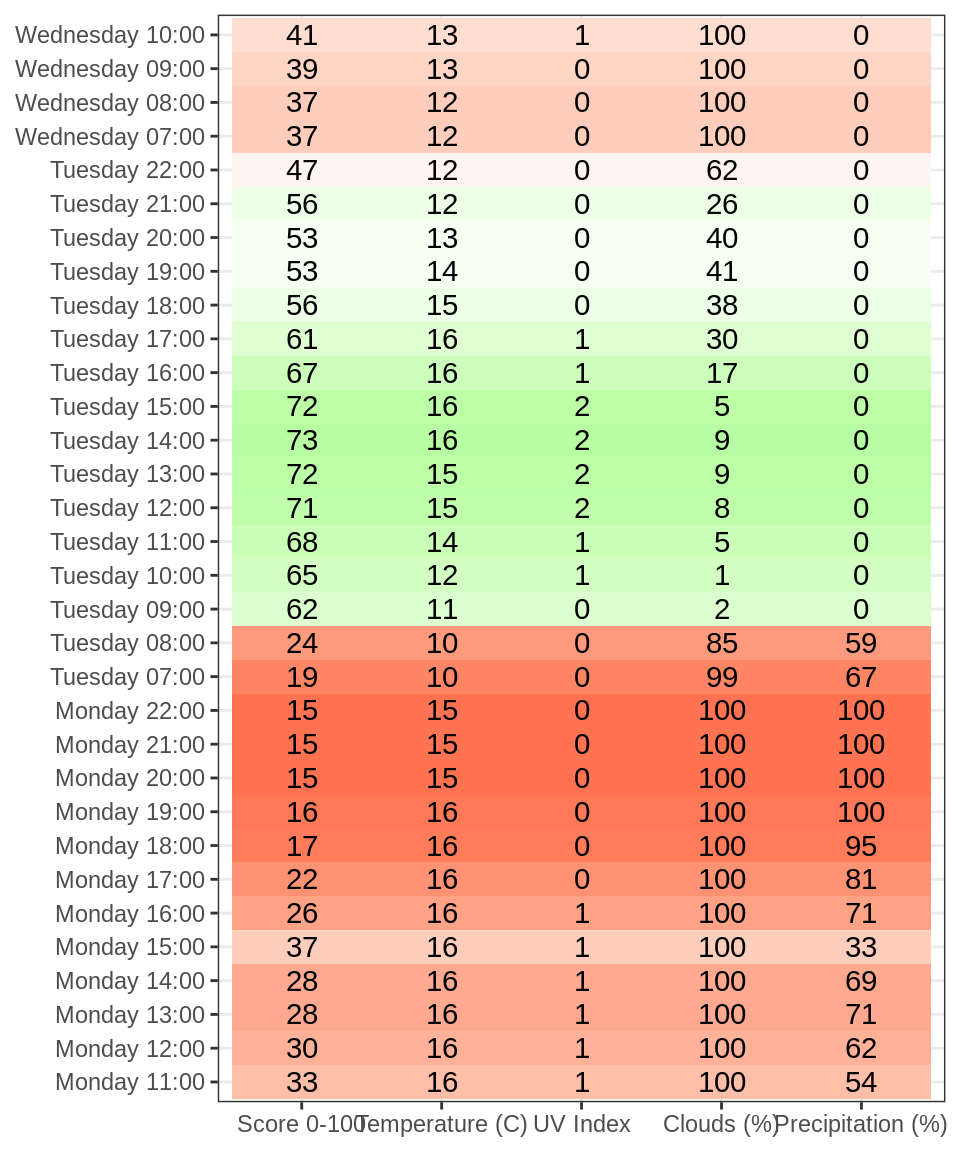 Wednesday 10:00 41 13 1 100 0
Wednesday 09:00 39 13 0 100 0
Wednesday 08:00 37 12 0 100 0
Wednesday 07:00 37 12 0 100 0
Tuesday 22:00 47 12 0 62 0
Tuesday 21:00 56 12 0 26 0
Tuesday 20:00 53 13 0 40 0
Tuesday 19:00 53 14 0 41 0
Tuesday 18:00 56 15 0 38 0
Tuesday 17:00 61 16 1 30 0
Tuesday 16:00 67 16 1 17 0
Tuesday 15:00 72 16 2 5 0
Tuesday 14:00 73 16 2 9 0
Tuesday 13:00 72 15 2 9 0
Tuesday 12:00 71 15 2 8 0
Tuesday 11:00 68 14 1 5 0
Tuesday 10:00 65 12 1 1 0
Tuesday 09:00 62 11 0 2 0
Tuesday 08:00 24 10 0 85 59
Tuesday 07:00 19 10 0 99 67
Monday 22:00 15 15 0 100 100
Monday 21:00 15 15 0 100 100
Monday 20:00 15 15 0 100 100
Monday 19:00 16 16 0 100 100
Monday 18:00 17 16 0 100 95
Monday 17:00 22 16 0 100 81
Monday 16:00 26 16 1 100 71
Monday 15:00 37 16 1 100 33
Monday 14:00 28 16 1 100 69
Monday 13:00 28 16 1 100 71
Monday 12:00 30 16 1 100 62
Monday 11:00 33 16 1 100 54
Score 0-100 Temperature (C) UV Index Clouds (%) Precipitation (%)